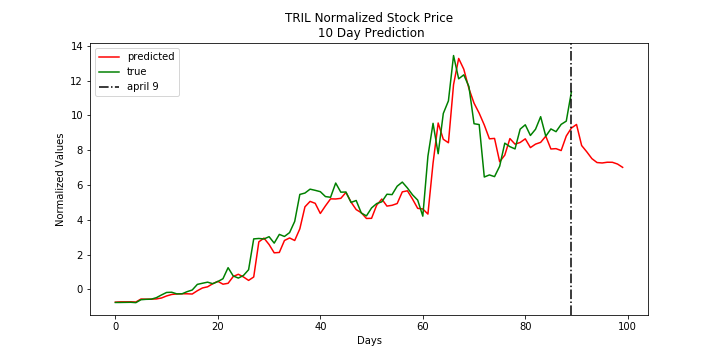 TRIL Normalized Stock Price
10 Day Prediction
predicted
true
april 9
Normalized Values
14
12
10
8
6
4
2
0
0
20
40
60
80
100
Days